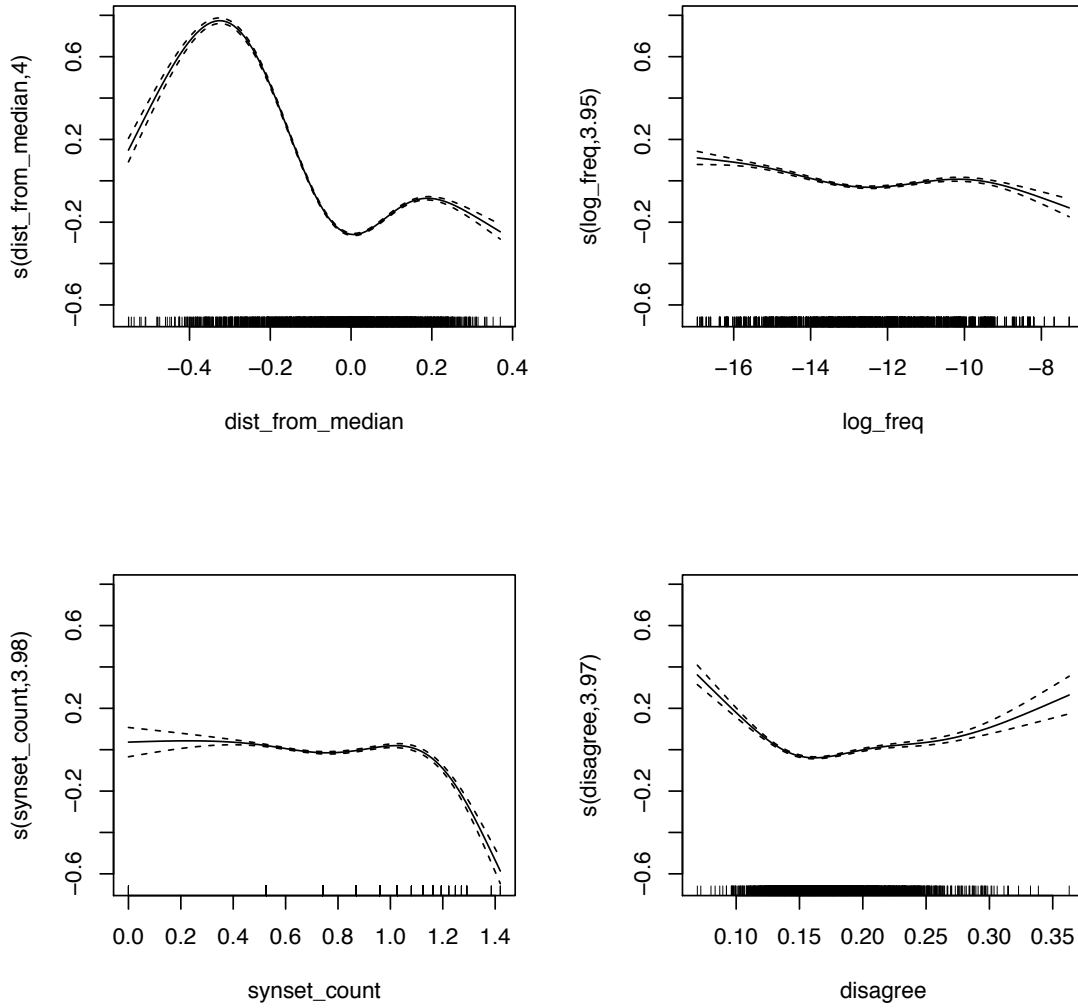 s(dist_from_median,4)
0.6
0.2
−0.2
−0.6
−0.4 −0.2 0.0 0.2 0.4
dist_from_median
s(log_freq,3.95)
0.6
0.2
−0.2
−0.6
−16 −14 −12 −10 −8
log_freq
s(synset_count,3.98)
0.6
0.2
−0.2
−0.6
0.0 0.2 0.4 0.6 0.8 1.0 1.2 1.4
synset_count
s(disagree,3.97)
0.6
0.2
−0.2
−0.6
0.10 0.15 0.20 0.25 0.30 0.35
disagree